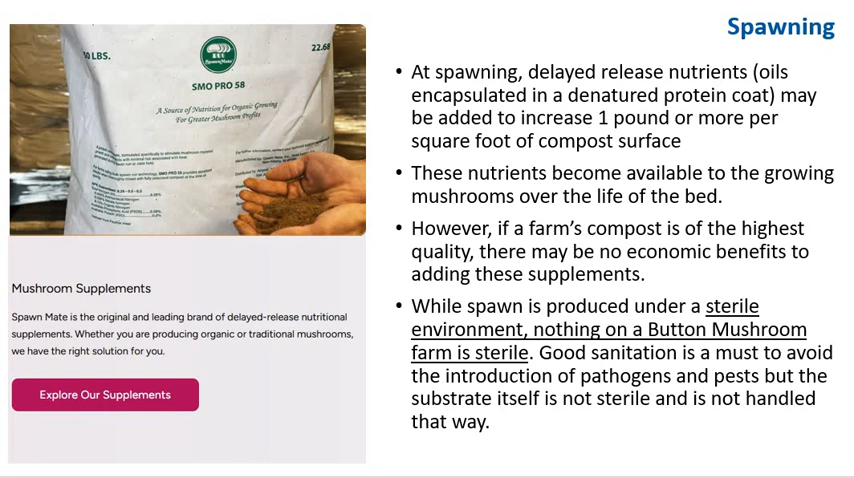 Spawning
50 LBS.
22.68
SpawnMate
SMO PRO 58
A Source of Nutrition for Organic Growing
For Greater Mushroom Profits
• At spawning, delayed release nutrients (oils
encapsulated in a denatured protein coat) may
be added to increase 1 pound or more per
square foot of compost surface
• These nutrients become available to the growing
mushrooms over the life of the bed.
• However, if a farm’s compost is of the highest
quality, there may be no economic benefits to
adding these supplements.
• While spawn is produced under a sterile
environment, nothing on a Button Mushroom
farm is sterile. Good sanitation is a must to avoid
the introduction of pathogens and pests but the
substrate itself is not sterile and is not handled
that way.
Mushroom Supplements
Spawn Mate is the original and leading brand of delayed-release nutritional
supplements. Whether you are producing organic or traditional mushrooms,
we have the right solution for you.
Explore Our Supplements